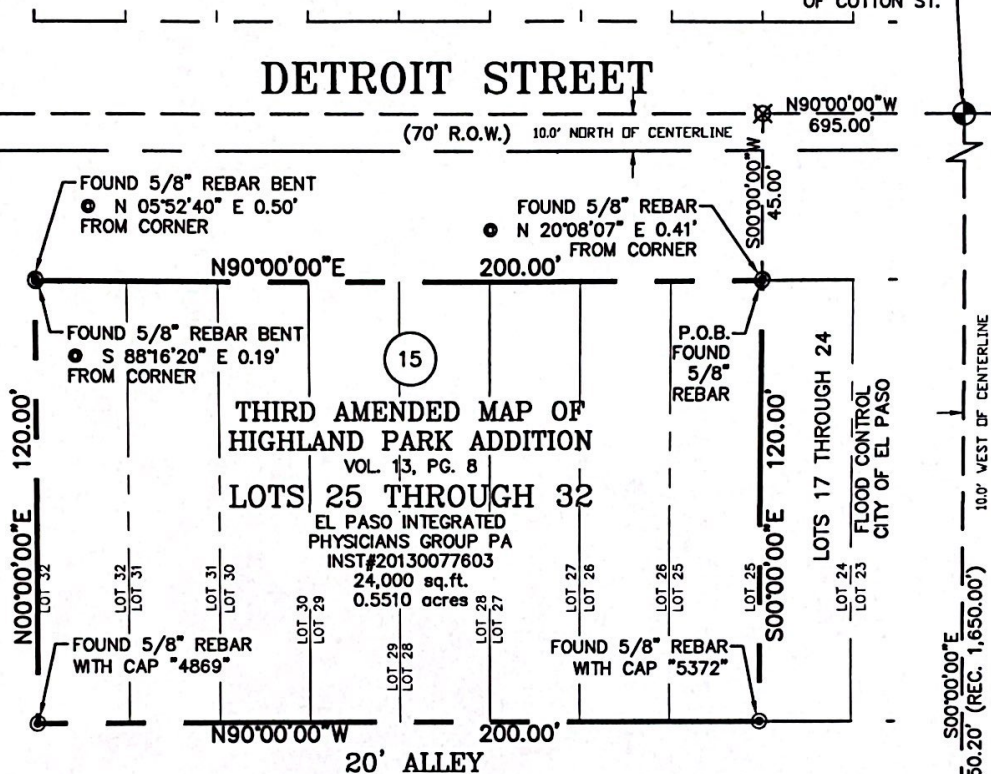 OF COTTON ST.
DETROIT STREET
N90°00'00"W
695.00'
(70' R.O.W.)
10.0' NORTH OF CENTERLINE
S00°00'00"W
45.00'
FOUND 5/8" REBAR BENT
@ N 05°52'40" E 0.50'
FROM CORNER
FOUND 5/8" REBAR
@ N 20°08'07" E 0.41'
FROM CORNER
N90°00'00"E
200.00'
FOUND 5/8" REBAR BENT
@ S 88°16'20" E 0.19'
FROM CORNER
15
P.O.B.
FOUND
5/8"
REBAR
THIRD AMENDED MAP OF
HIGHLAND PARK ADDITION
VOL. 13, PG. 8
LOTS 25 THROUGH 32
EL PASO INTEGRATED
PHYSICIANS GROUP PA
INST#20130077603
24,000 sq.ft.
0.5510 acres
N00°00'00"E
120.00'
S00°00'00"E
120.00'
LOTS 17 THROUGH 24
FLOOD CONTROL
CITY OF EL PASO
10.0' WEST OF CENTERLINE
LOT 32
LOT 32
LOT 31
LOT 31
LOT 30
LOT 30
LOT 29
LOT 29
LOT 28
LOT 28
LOT 27
LOT 27
LOT 26
LOT 26
LOT 25
LOT 25
LOT 24
LOT 23
FOUND 5/8" REBAR
WITH CAP "4869"
FOUND 5/8" REBAR
WITH CAP "5372"
S00°00'00"E
50.20' (REC. 1,650.00')
N90°00'00"W
200.00'
20' ALLEY